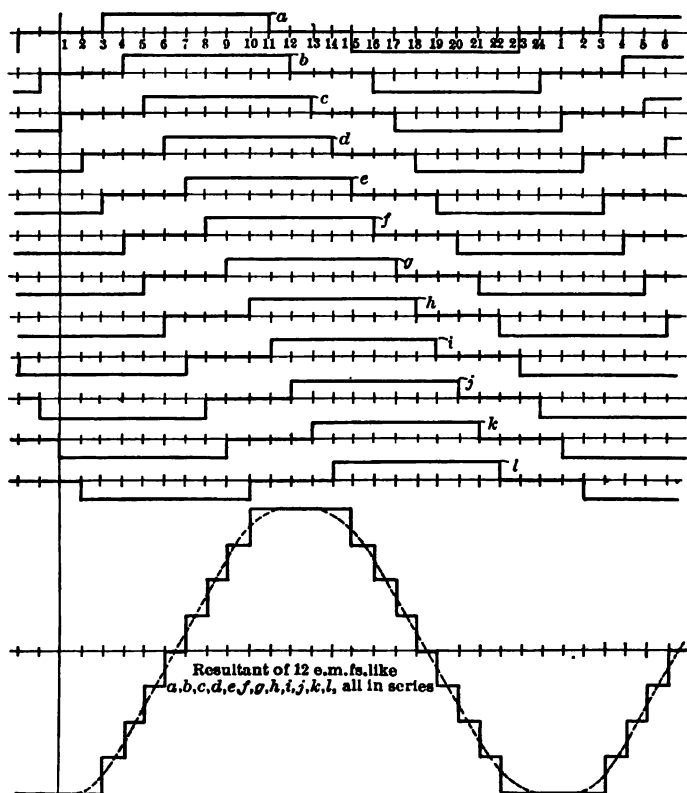 a
1 2 3 4 5 6 7 8 9 10 11 12 13 14 15 16 17 18 19 20 21 22 23 24 1 2 3 4 5 6
b
c
d
e
f
g
h
i
j
k
l
Resultant of 12 e.m.fs.like
a,b,c,d,e,f,g,h,i,j,k,l, all in series